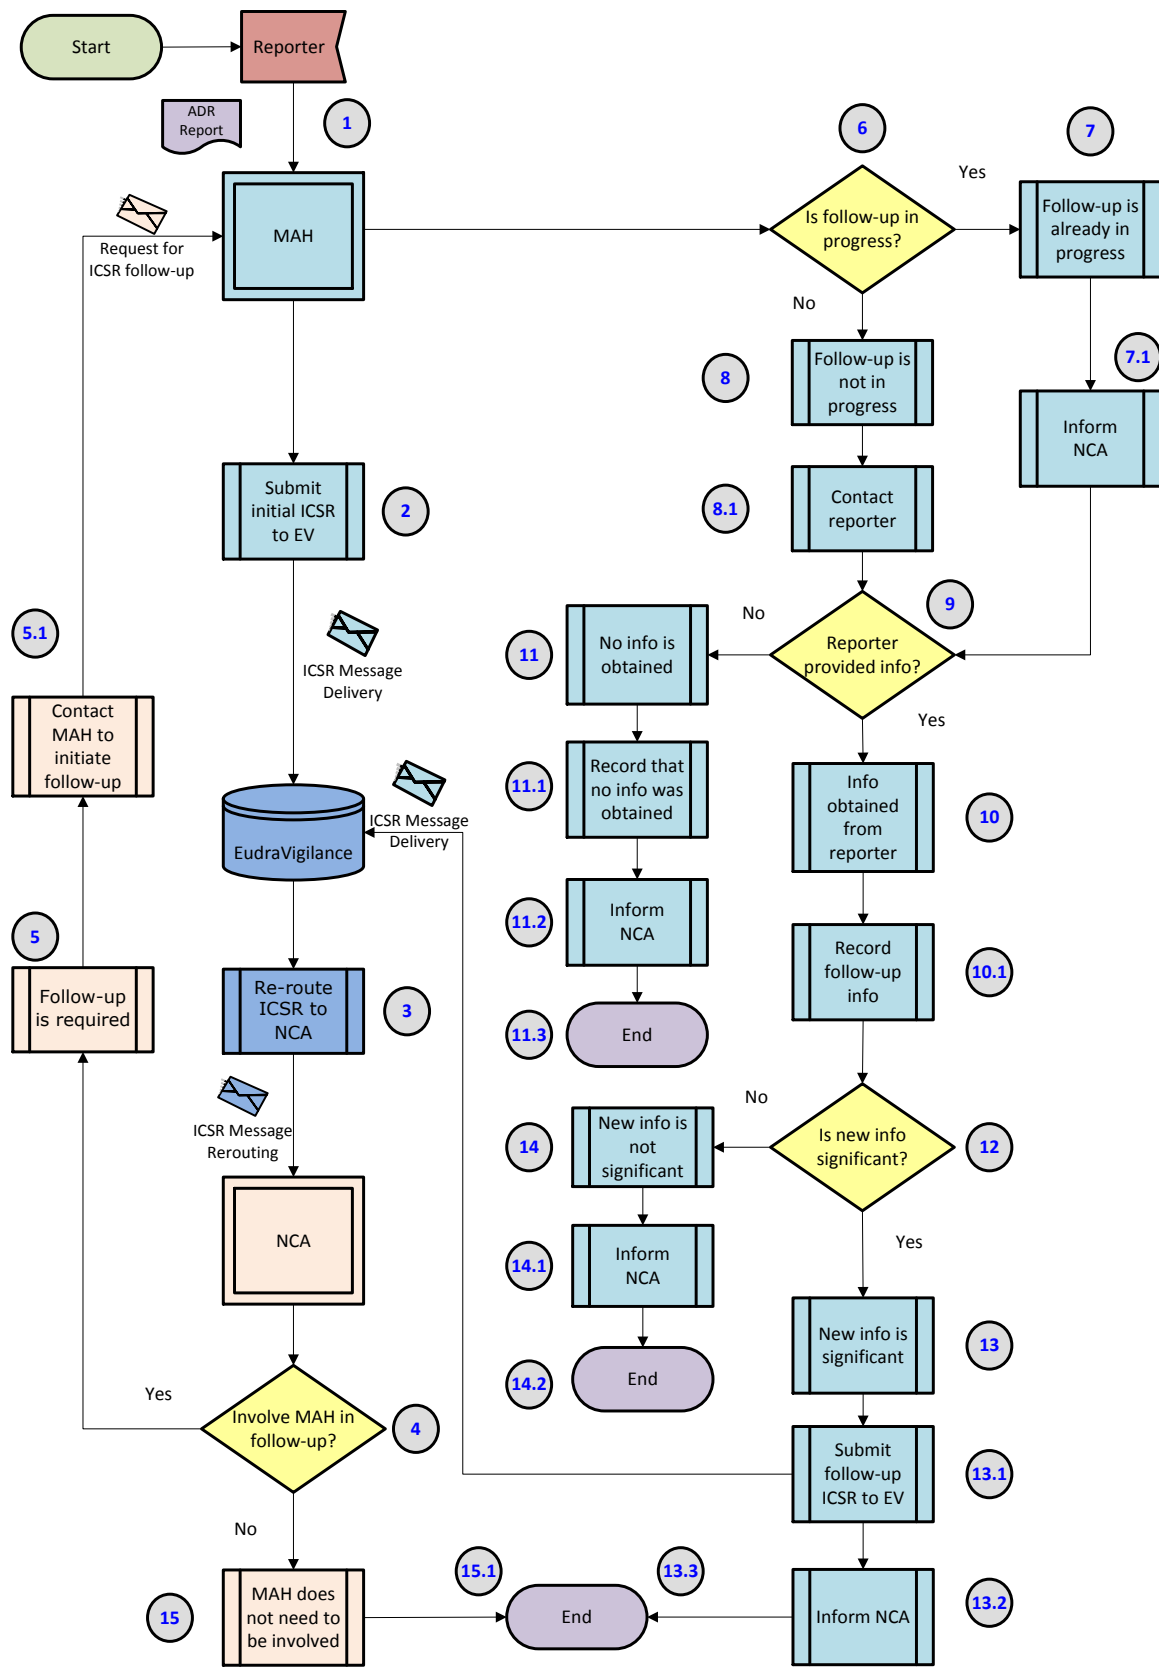 Start
Reporter
ADR
Report
1
6
7
MAH
Is follow-up in
progress?
Yes
Follow-up is
already in
progress
Request for
ICSR follow-up
No
8
Follow-up is
not in
progress
7.1
Inform
NCA
Submit
initial ICSR
to EV
2
8.1
Contact
reporter
5.1
ICSR Message
Delivery
11
No info is
obtained
No
Reporter
provided info?
9
Yes
Contact
MAH to
initiate
follow-up
11.1
Record that
no info was
obtained
Info
obtained
from
reporter
10
EudraVigilance
ICSR Message
Delivery
11.2
Inform
NCA
Record
follow-up
info
10.1
5
Follow-up
is required
Re-route
ICSR to
NCA
3
11.3
End
ICSR Message
Rerouting
14
New info is
not
significant
No
Is new info
significant?
12
NCA
14.1
Inform
NCA
Yes
New info is
significant
13
14.2
End
Yes
Involve MAH in
follow-up?
4
Submit
follow-up
ICSR to EV
13.1
No
15
MAH does
not need to
be involved
15.1
End
13.3
Inform NCA
13.2